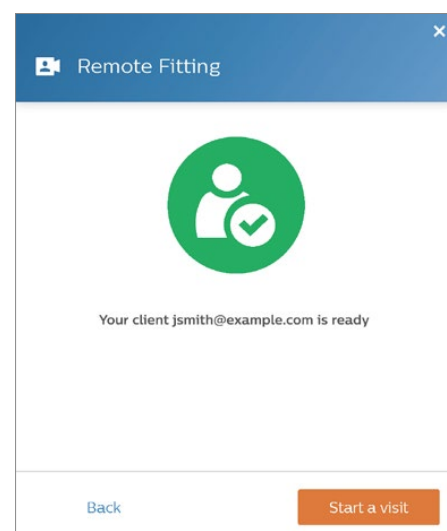 Remote Fitting
Your client jsmith@example.com is ready
Back
Start a visit